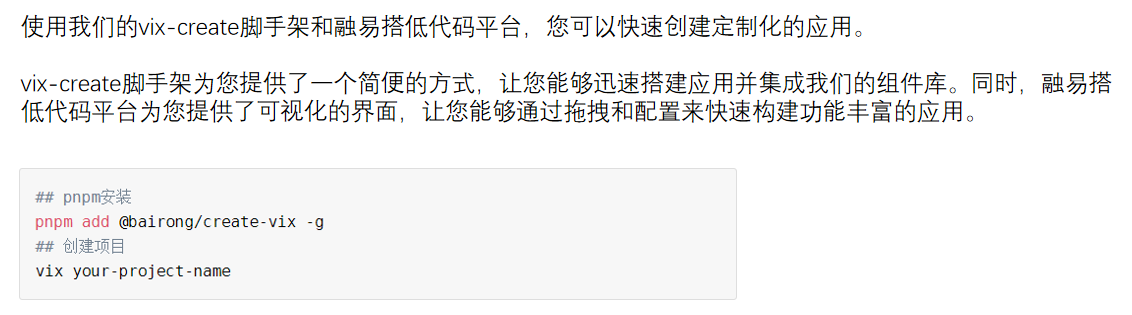 使用我们的vix-create脚手架和融易搭低代码平台，您可以快速创建定制化的应用。
vix-create脚手架为您提供了一个简便的方式，让您能够迅速搭建应用并集成我们的组件库。同时，融易搭
低代码平台为您提供了可视化的界面，让您能够通过拖拽和配置来快速构建功能丰富的应用。
## pnpm安装
pnpm add @bairong/create-vix -g
## 创建项目
vix your-project-name